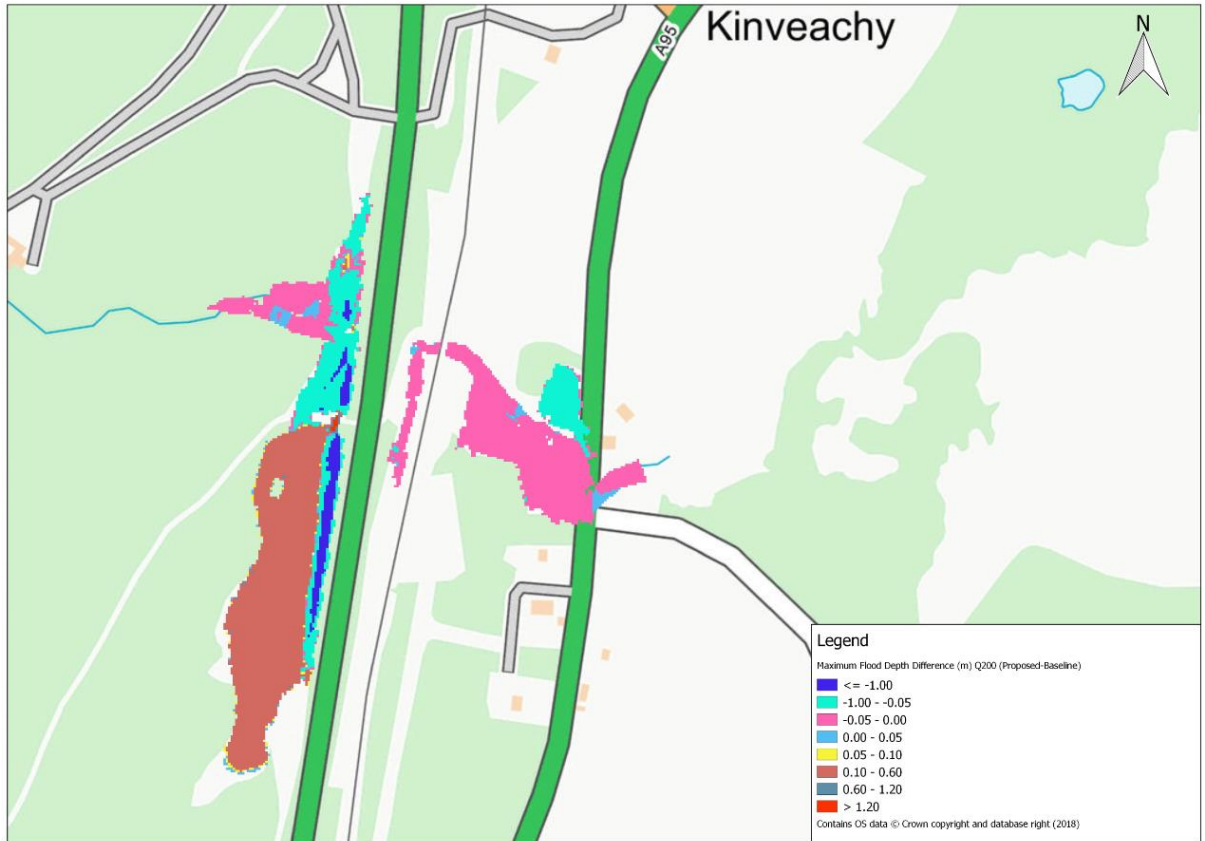 Kinveachy
A95
N
Legend
Maximum Flood Depth Difference (m) Q200 (Proposed-Baseline)
<= -1.00
-1.00 - -0.05
-0.05 - 0.00
0.00 - 0.05
0.05 - 0.10
0.10 - 0.60
0.60 - 1.20
> 1.20
Contains OS data © Crown copyright and database right (2018)